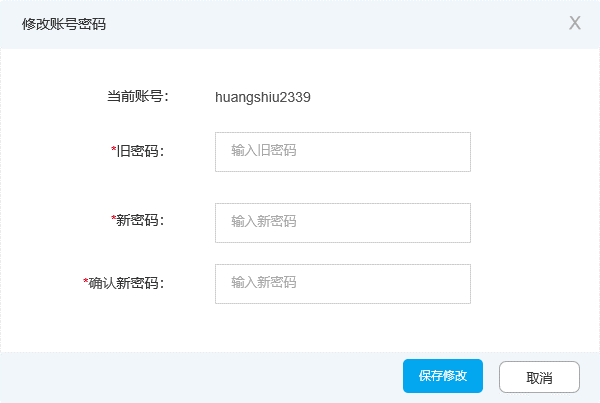 修改账号密码 X
当前账号： huangshiu2339
*旧密码： 输入旧密码
*新密码： 输入新密码
*确认新密码： 输入新密码
保存修改 取消